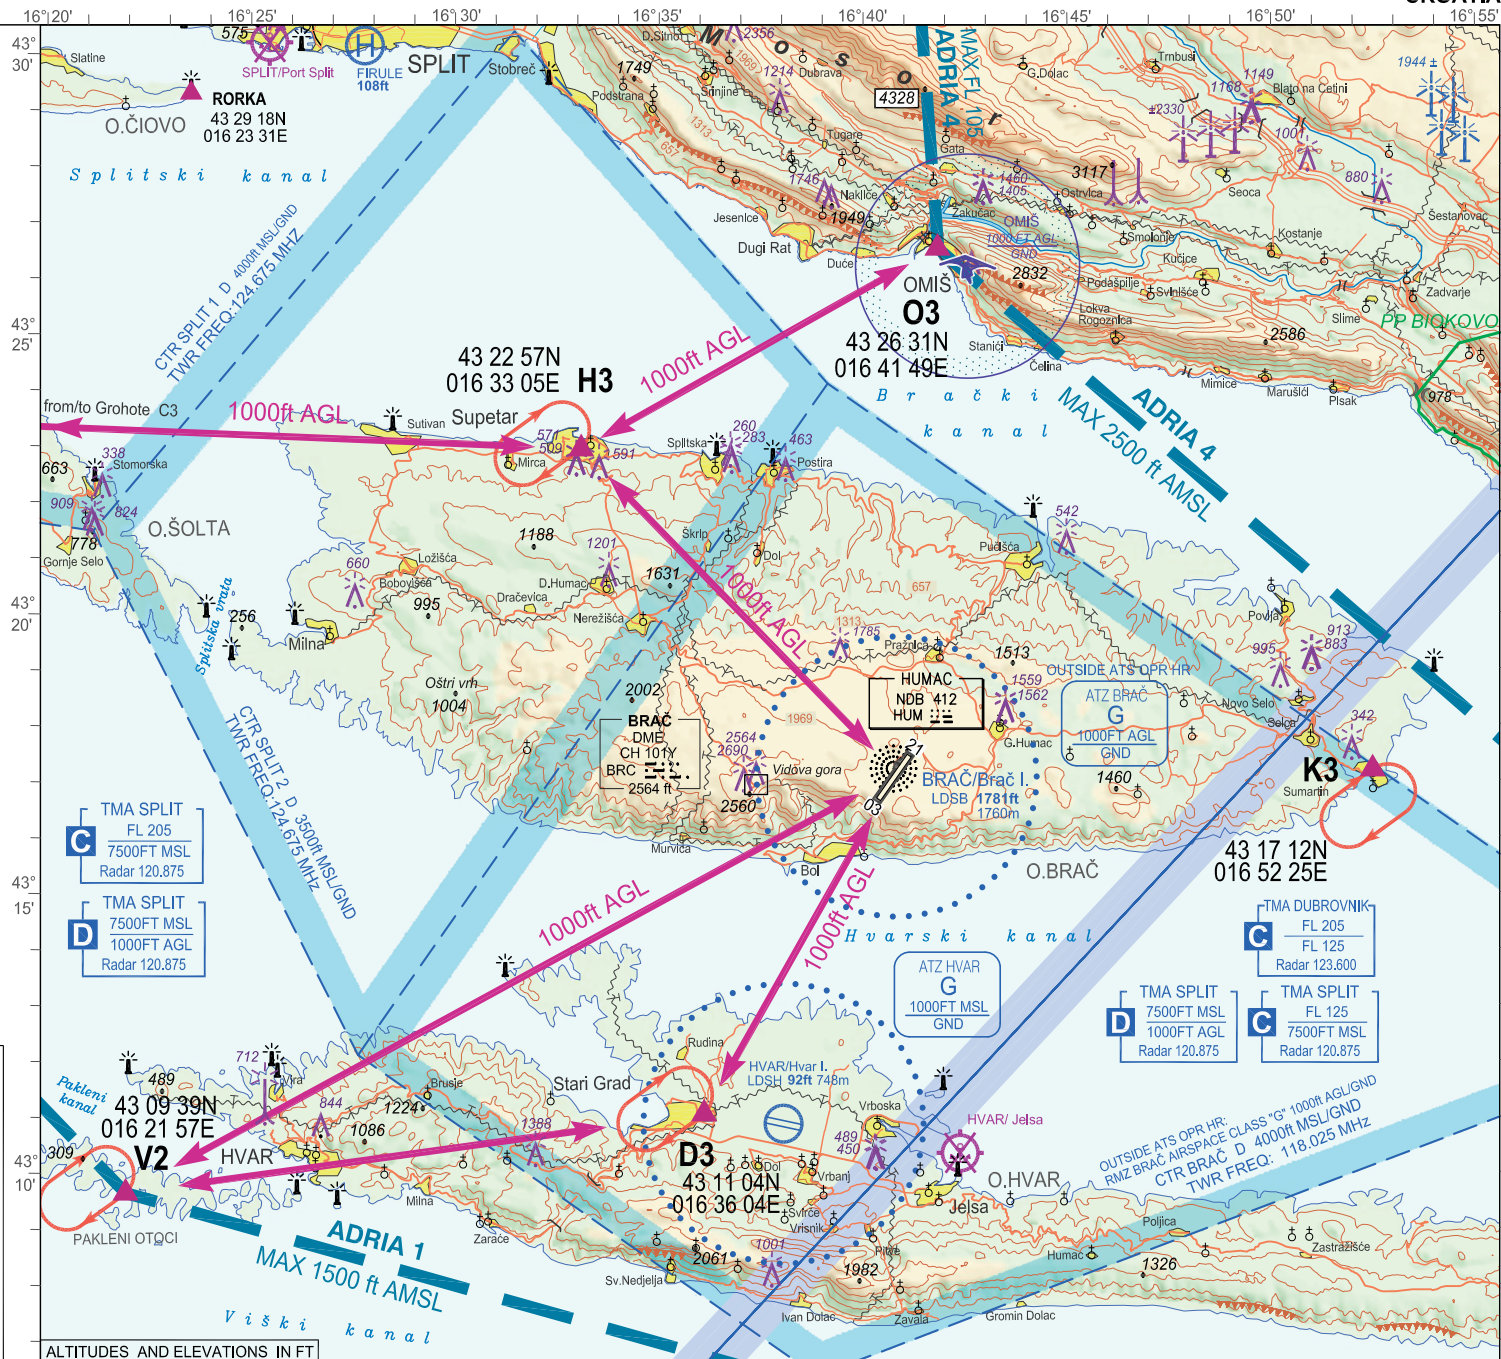 CROATIA
16°20' 16°25' 16°30' 16°35' 16°40' 16°45' 16°50' 16°55'
43°
30'
575
Slatine
SPLIT/Port Split
FIRULE
108ft
SPLIT
Stobreč
RORKA
43 29 18N
016 23 31E
O.ČIOVO
Splitski kanal
D.Sitno
Mosor
2356
1969
1749
Srinjine
Podstrana
1214
Dubrava
1313
657
Tugare
4328
ADRIA 4
MAX FL 105
G.Dolac
Trnbusi
Gata
1149
1168
Blato na Cetini
±2330
1001
1944 ±
880
3117
Ostrvica
Seoca
Šestanovac
1746
Naklice
1949
Jesenice
Dugi Rat
Duće
1460
1405
Zakučac
OMIŠ
1000 FT AGL
GND
Smolonje
Kostanje
Kučice
2832
Podašpilje
Svinišće
Zadvarje
Lokva
Rogoznica
Slime
2586
PP BIOKOVO
OMIŠ
O3
43 26 31N
016 41 49E
Stanići
Čelina
Mimice
Marušići
Pisak
978
43°
25'
CTR SPLIT 1 D 4000ft MSL/GND
TWR FREQ:124.675 MHZ
43 22 57N
016 33 05E
H3
1000ft AGL
Brački
kanal
ADRIA 4
MAX 2500 ft AMSL
from/to Grohote C3
1000ft AGL
Sutivan
Supetar
571
509
591
Mirca
Splitska
260
283
463
Postira
338
Stomorska
663
909
824
778
Gornje Selo
O.ŠOLTA
1188
1201
Škrip
Dol
1631
1000ft AGL
Pučišća
542
657
Ložišća
660
Bobovišća
995
D.Humac
Dračevica
Nerežišća
1313
1785
Pražnica
1513
Povlja
913
883
995
43°
20'
Splitska vrata
256
Milna
Oštri vrh
1004
2002
BRAČ
DME
CH 101Y
BRC
2564 ft
HUMAC
NDB 412
HUM
1969
2564
2690
Vidova gora
2560
1559
1562
G.Humac
OUTSIDE ATS OPR HR
ATZ BRAČ
G
1000FT AGL
GND
1460
Novo Selo
Selca
342
K3
Sumartin
43 17 12N
016 52 25E
21
03
BRAČ/Brač I.
LDSB 1781ft
1760m
CTR SPLIT 2 D 3500ft MSL/GND
TWR FREQ:124.675 MHz
TMA SPLIT
C
FL 205
7500FT MSL
Radar 120.875
Murvica
Bol
O.BRAČ
43°
15'
TMA SPLIT
D
7500FT MSL
1000FT AGL
Radar 120.875
1000ft AGL
1000ft AGL
Hvarski kanal
ATZ HVAR
G
1000FT MSL
GND
TMA DUBROVNIK
C
FL 205
FL 125
Radar 123.600
TMA SPLIT
D
7500FT MSL
1000FT AGL
Radar 120.875
TMA SPLIT
C
FL 125
7500FT MSL
Radar 120.875
Pakleni
kanal
489
43 09 39N
016 21 57E
V2
309
712
Vira
844
1224
1086
Brusje
HVAR
Milna
1388
Stari Grad
Rudina
HVAR/Hvar I.
LDSH 92ft 748m
Vrboska
489
450
HVAR/ Jelsa
D3
43 11 04N
016 36 04E
Dol
Vrbanj
Svirče
Vrisnik
Pitve
Jelsa
O.HVAR
OUTSIDE ATS OPR HR:
RMZ BRAČ AIRSPACE CLASS "G" 1000ft AGL/GND
CTR BRAČ D 4000ft MSL/GND
TWR FREQ: 118.025 MHz
43°
10'
PAKLENI OTOCI
ADRIA 1
MAX 1500 ft AMSL
Zaraće
Sv.Nedjelja
2061
1001
1982
Ivan Dolac
Zavala
Gromin Dolac
Humac
Poljica
1326
Zastražišće
Viški kanal
ALTITUDES AND ELEVATIONS IN FT